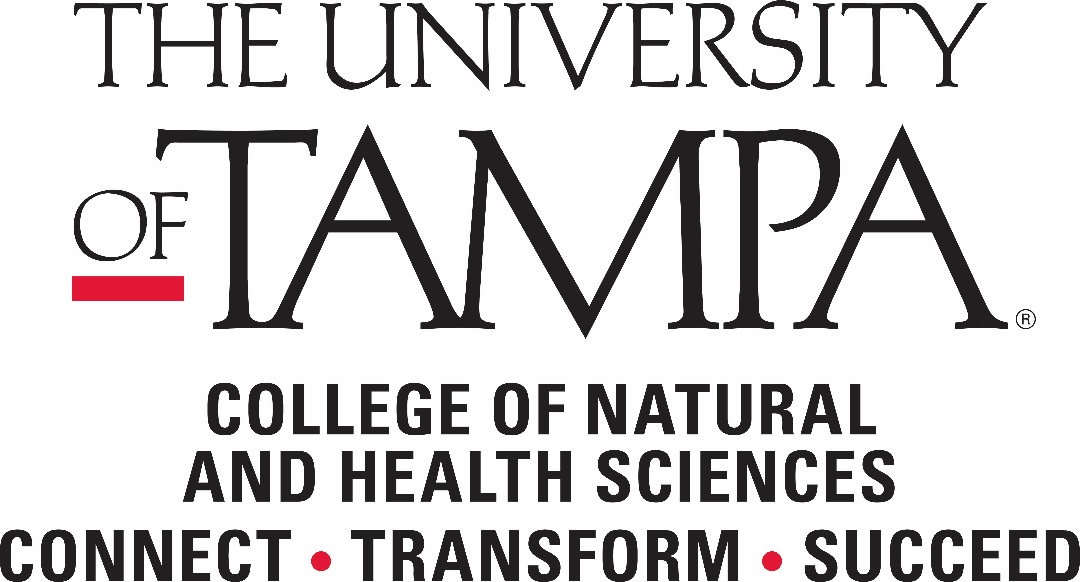 THE UNIVERSITY
OF TAMPA®
COLLEGE OF NATURAL
AND HEALTH SCIENCES
CONNECT • TRANSFORM • SUCCEED